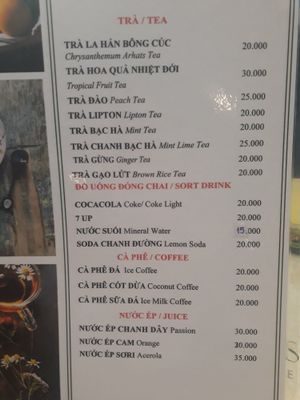 TRÀ / TEA
TRÀ LA HÁN BÔNG CÚC 20.000
Chrysanthemum Arhats Tea
TRÀ HOA QUẢ NHIỆT ĐỚI 30.000
Tropical Fruit Tea
TRÀ ĐÀO Peach Tea 25.000
TRÀ LIPTON Lipton Tea 20.000
TRÀ BẠC HÀ Mint Tea 20.000
TRÀ CHANH BẠC HÀ Mint Lime Tea 25.000
TRÀ GỪNG Ginger Tea 20.000
TRÀ GẠO LỨT Brown Rice Tea 20.000
ĐỒ UỐNG ĐÓNG CHAI / SORT DRINK
COCACOLA Coke/ Coke Light 20.000
7 UP 20.000
NƯỚC SUỐI Mineral Water 15.000
SODA CHANH ĐƯỜNG Lemon Soda 20.000
CÀ PHÊ / COFFEE
CÀ PHÊ ĐÁ Ice Coffee 20.000
CÀ PHÊ CỐT DỪA Coconut Coffee 20.000
CÀ PHÊ SỮA ĐÁ Ice Milk Coffee 20.000
NƯỚC ÉP / JUICE
NƯỚC ÉP CHANH DÂY Passion 30.000
NƯỚC ÉP CAM Orange 30.000
NƯỚC ÉP SƠRI Acerola 35.000